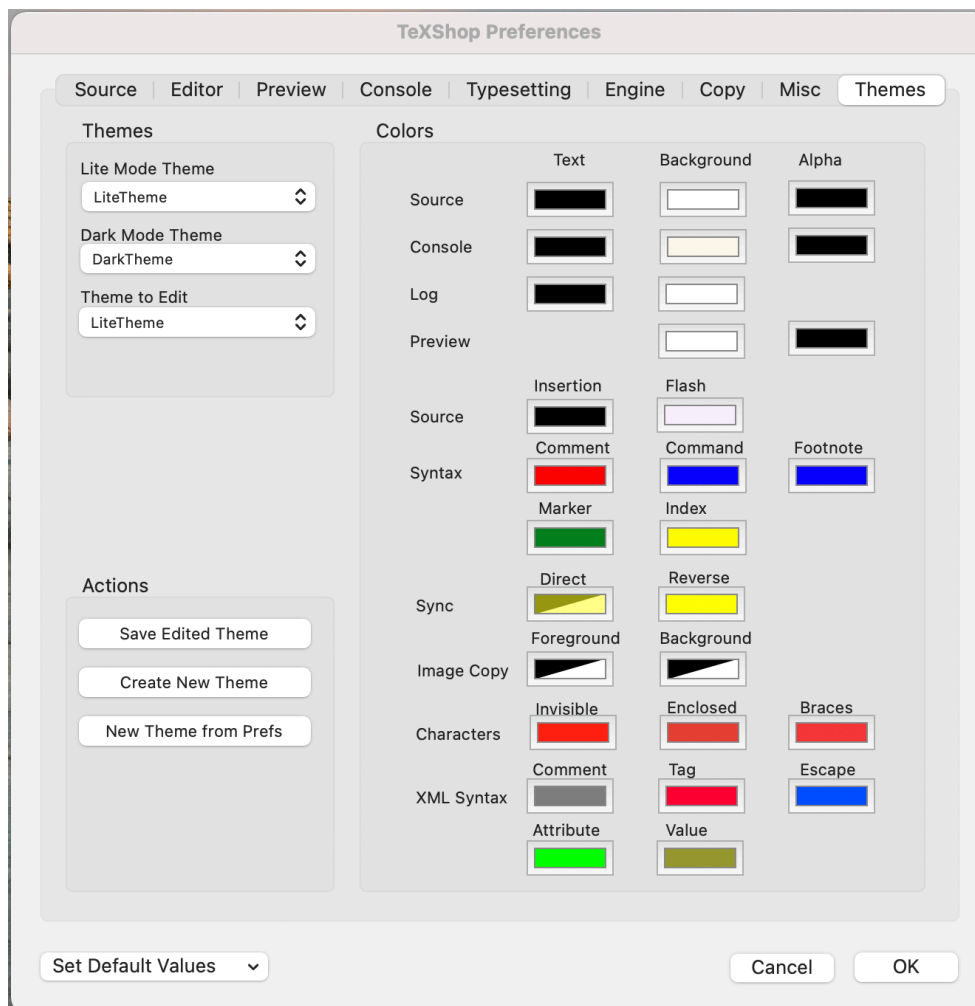 TeXShop Preferences
Source Editor Preview Console Typesetting Engine Copy Misc Themes
Themes
Lite Mode Theme
LiteTheme
Dark Mode Theme
DarkTheme
Theme to Edit
LiteTheme
Actions
Save Edited Theme
Create New Theme
New Theme from Prefs
Colors
Text Background Alpha
Source
Console
Log
Preview
Insertion Flash
Source
Comment Command Footnote
Syntax
Marker Index
Direct Reverse
Sync
Foreground Background
Image Copy
Invisible Enclosed Braces
Characters
Comment Tag Escape
XML Syntax
Attribute Value
Set Default Values
Cancel OK